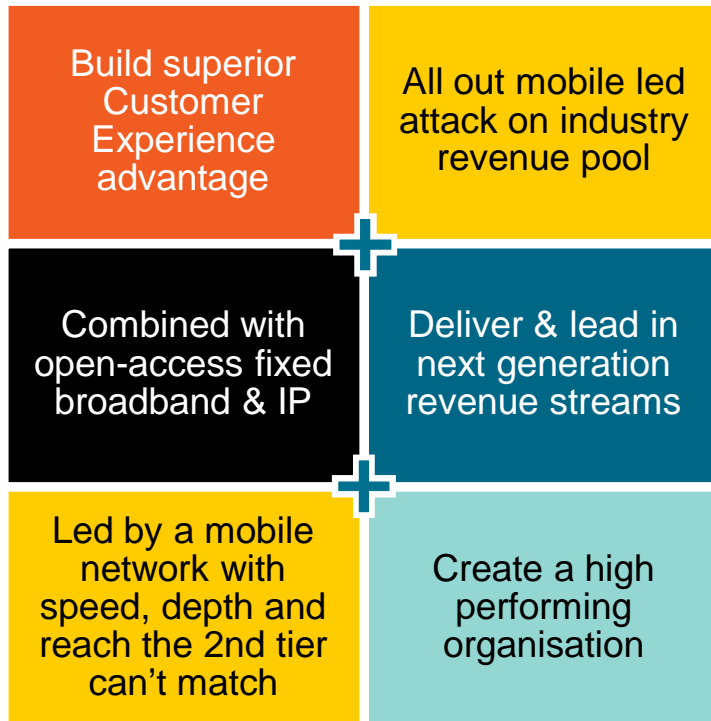 Build superior
Customer
Experience
advantage
All out mobile led
attack on industry
revenue pool
Combined with
open-access fixed
broadband & IP
Deliver & lead in
next generation
revenue streams
Led by a mobile
network with
speed, depth and
reach the 2nd tier
can’t match
Create a high
performing
organisation